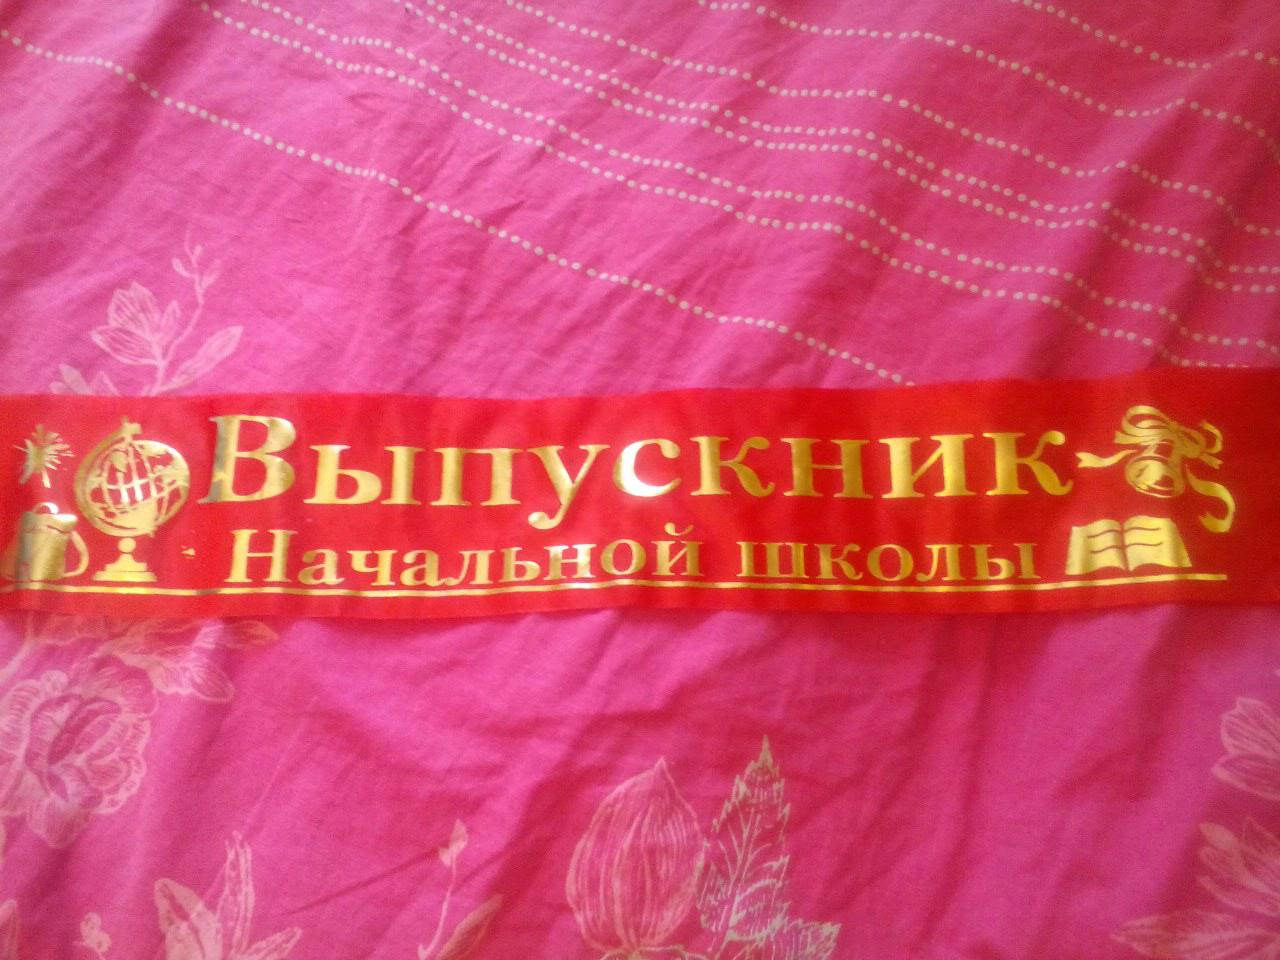 Выпускник
Начальной школы